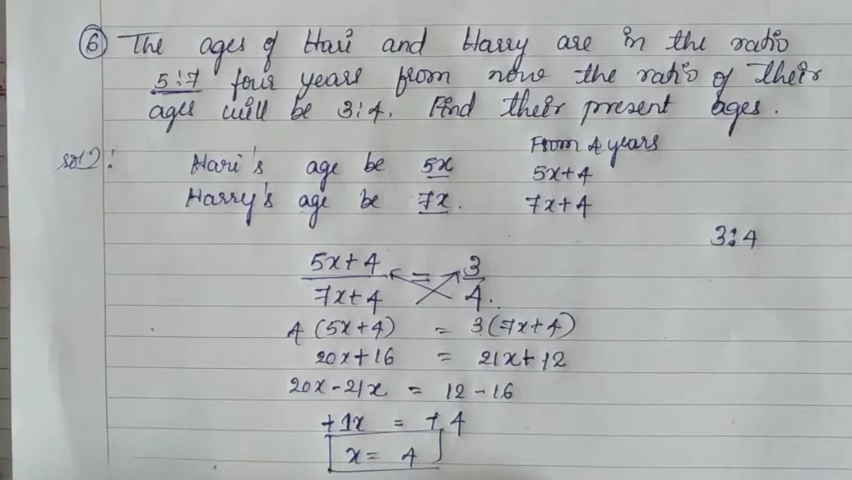 ⑥ The ages of Hari and Harry are in the ratio
5:7 four years from now the ratio of their
ages will be 3:4. Find their present ages.
From 4 years
Soln: Hari's age be 5x 5x+4
Harry's age be 7x. 7x+4
3:4
5x+4 = 3
7x+4 4.
4 (5x+4) = 3(7x+4)
20x+16 = 21x+12
20x-21x = 12-16
+1x = +4
x= 4